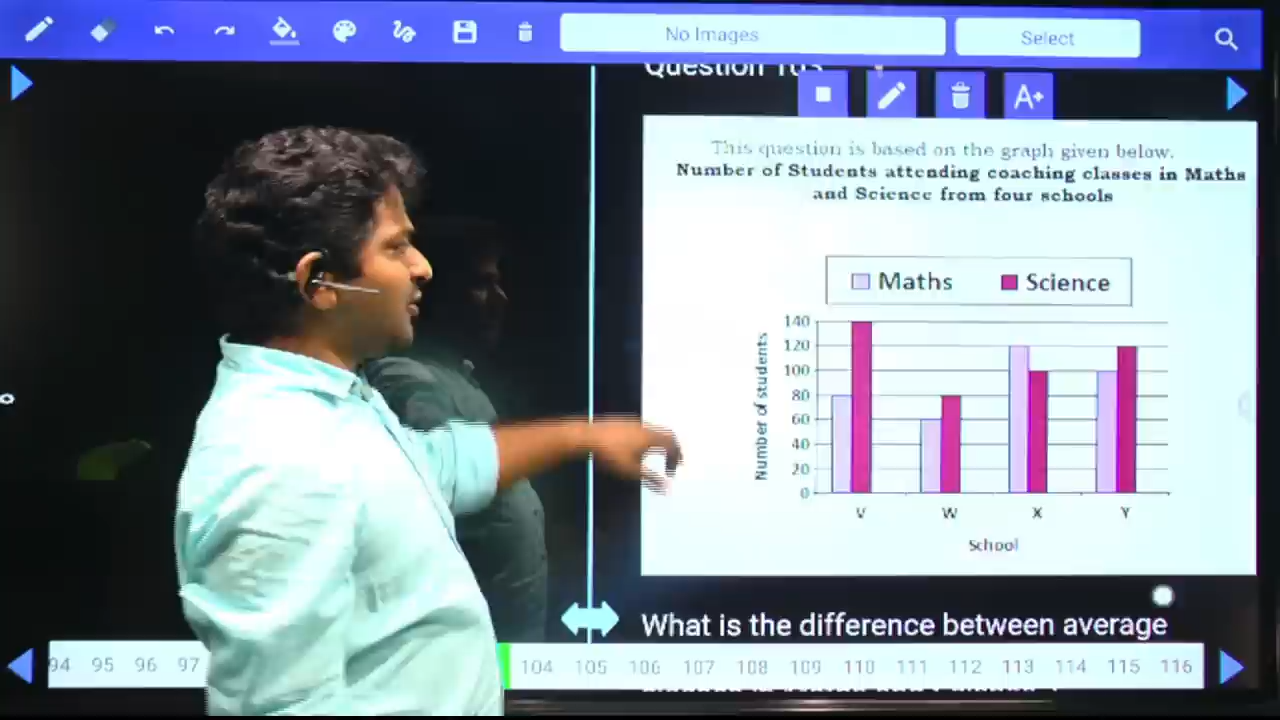 No Images
Select
Question 103
A+
This question is based on the graph given below.
Number of Students attending coaching classes in Maths
and Science from four schools
Maths
Science
140
120
100
80
60
40
20
0
Number of students
V W X Y
School
What is the difference between average
94 95 96 97 104 105 106 107 108 109 110 111 112 113 114 115 116